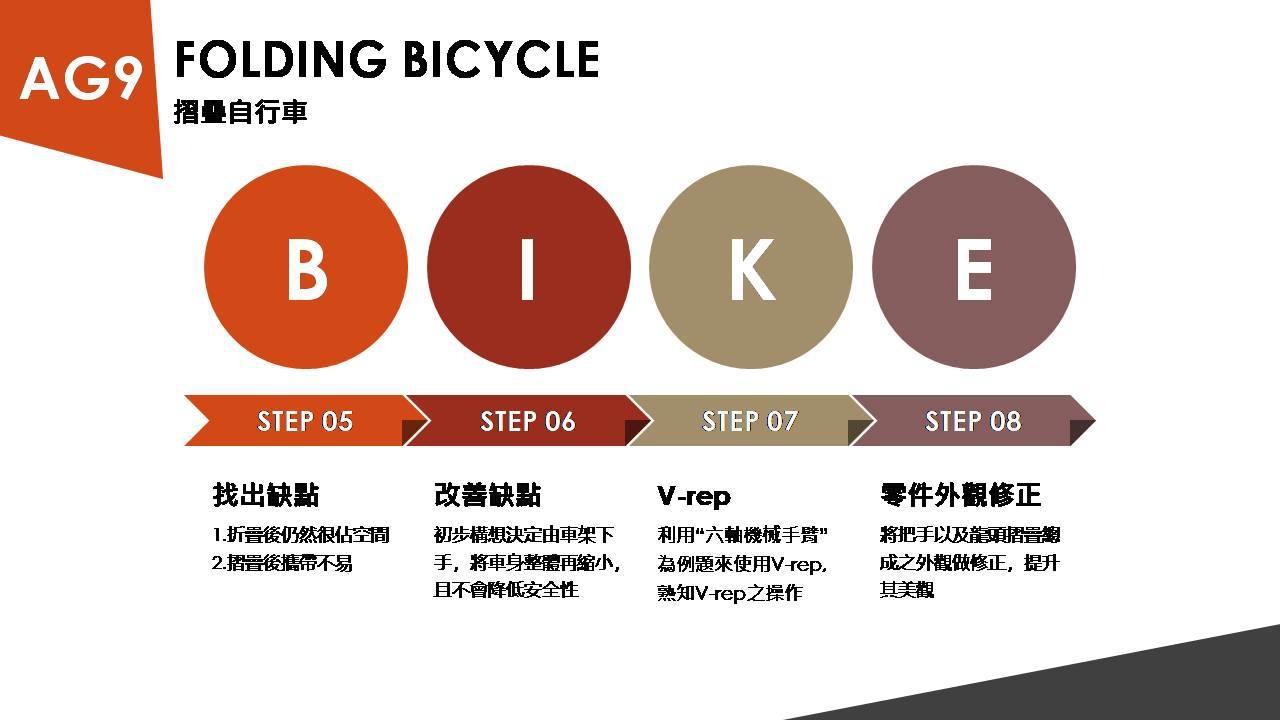 AG9
FOLDING BICYCLE
摺疊自行車
B
I
K
E
STEP 05
STEP 06
STEP 07
STEP 08
找出缺點
1.折疊後仍然很佔空間
2.摺疊後攜帶不易
改善缺點
初步構想決定由車架下
手，將車身整體再縮小，
且不會降低安全性
V-rep
利用“六軸機械手臂”
為例題來使用V-rep,
熟知V-rep之操作
零件外觀修正
將把手以及龍頭摺疊總
成之外觀做修正，提升
其美觀